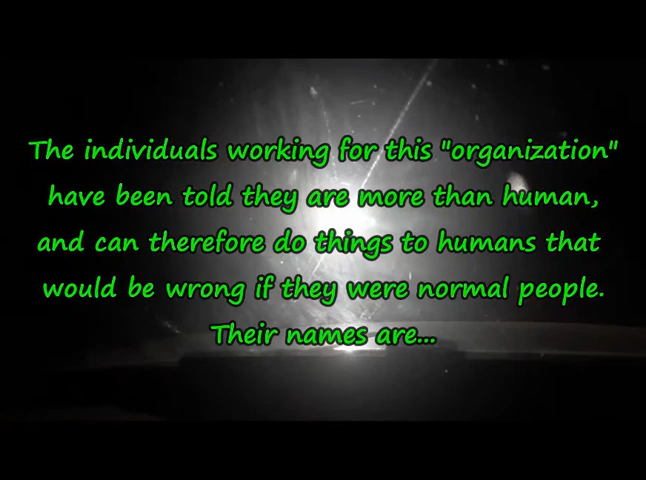 The individuals working for this "organization"
have been told they are more than human,
and can therefore do things to humans that
would be wrong if they were normal people.
Their names are...